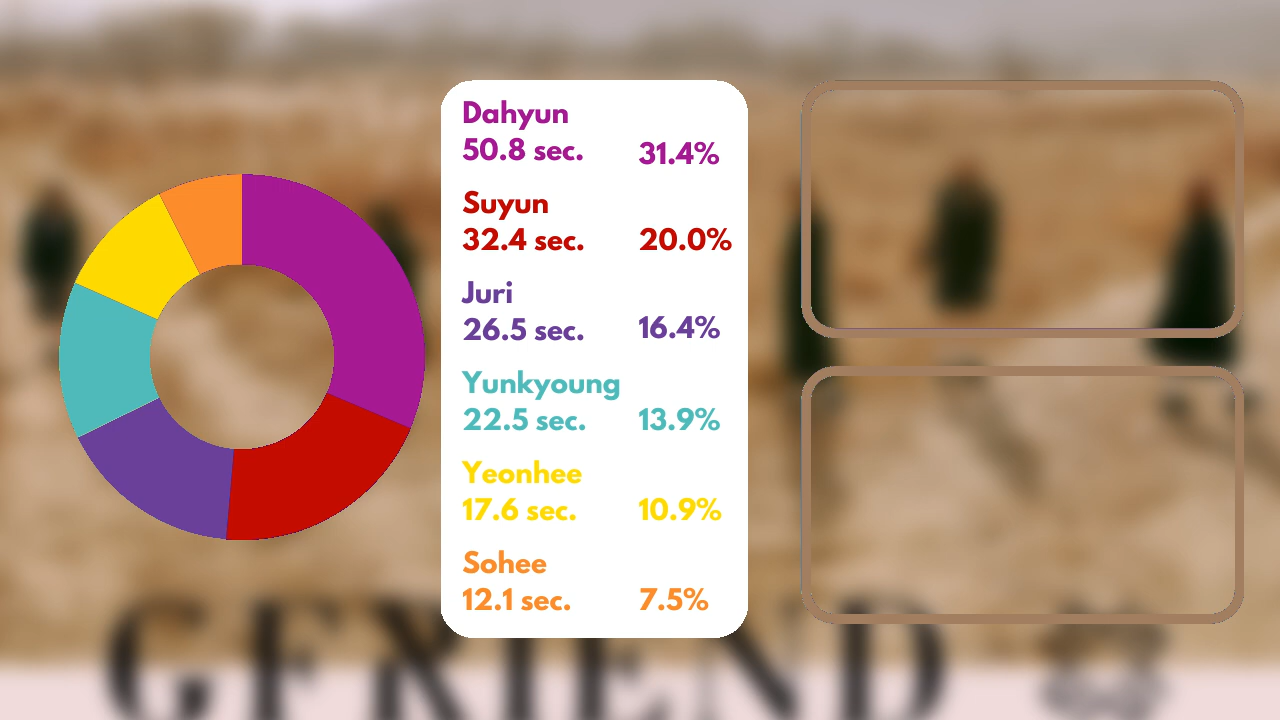 Dahyun
50.8 sec. 31.4%
Suyun
32.4 sec. 20.0%
Juri
26.5 sec. 16.4%
Yunkyoung
22.5 sec. 13.9%
Yeonhee
17.6 sec. 10.9%
Sohee
12.1 sec. 7.5%
GFRIEND